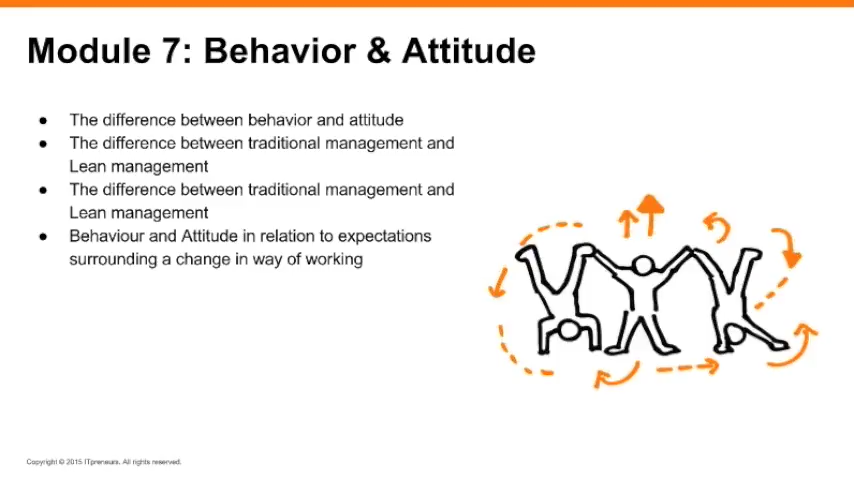 Module 7: Behavior & Attitude
● The difference between behavior and attitude
● The difference between traditional management and
Lean management
● The difference between traditional management and
Lean management
● Behaviour and Attitude in relation to expectations
surrounding a change in way of working
Copyright © 2015 ITpreneurs. All rights reserved.